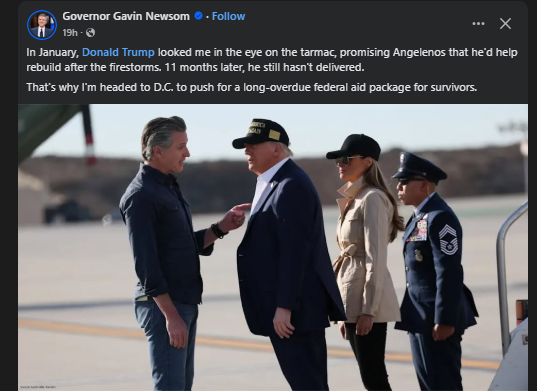 Governor Gavin Newsom · Follow
19h ·
In January, Donald Trump looked me in the eye on the tarmac, promising Angelenos that he'd help
rebuild after the firestorms. 11 months later, he still hasn't delivered.
That's why I'm headed to D.C. to push for a long-overdue federal aid package for survivors.